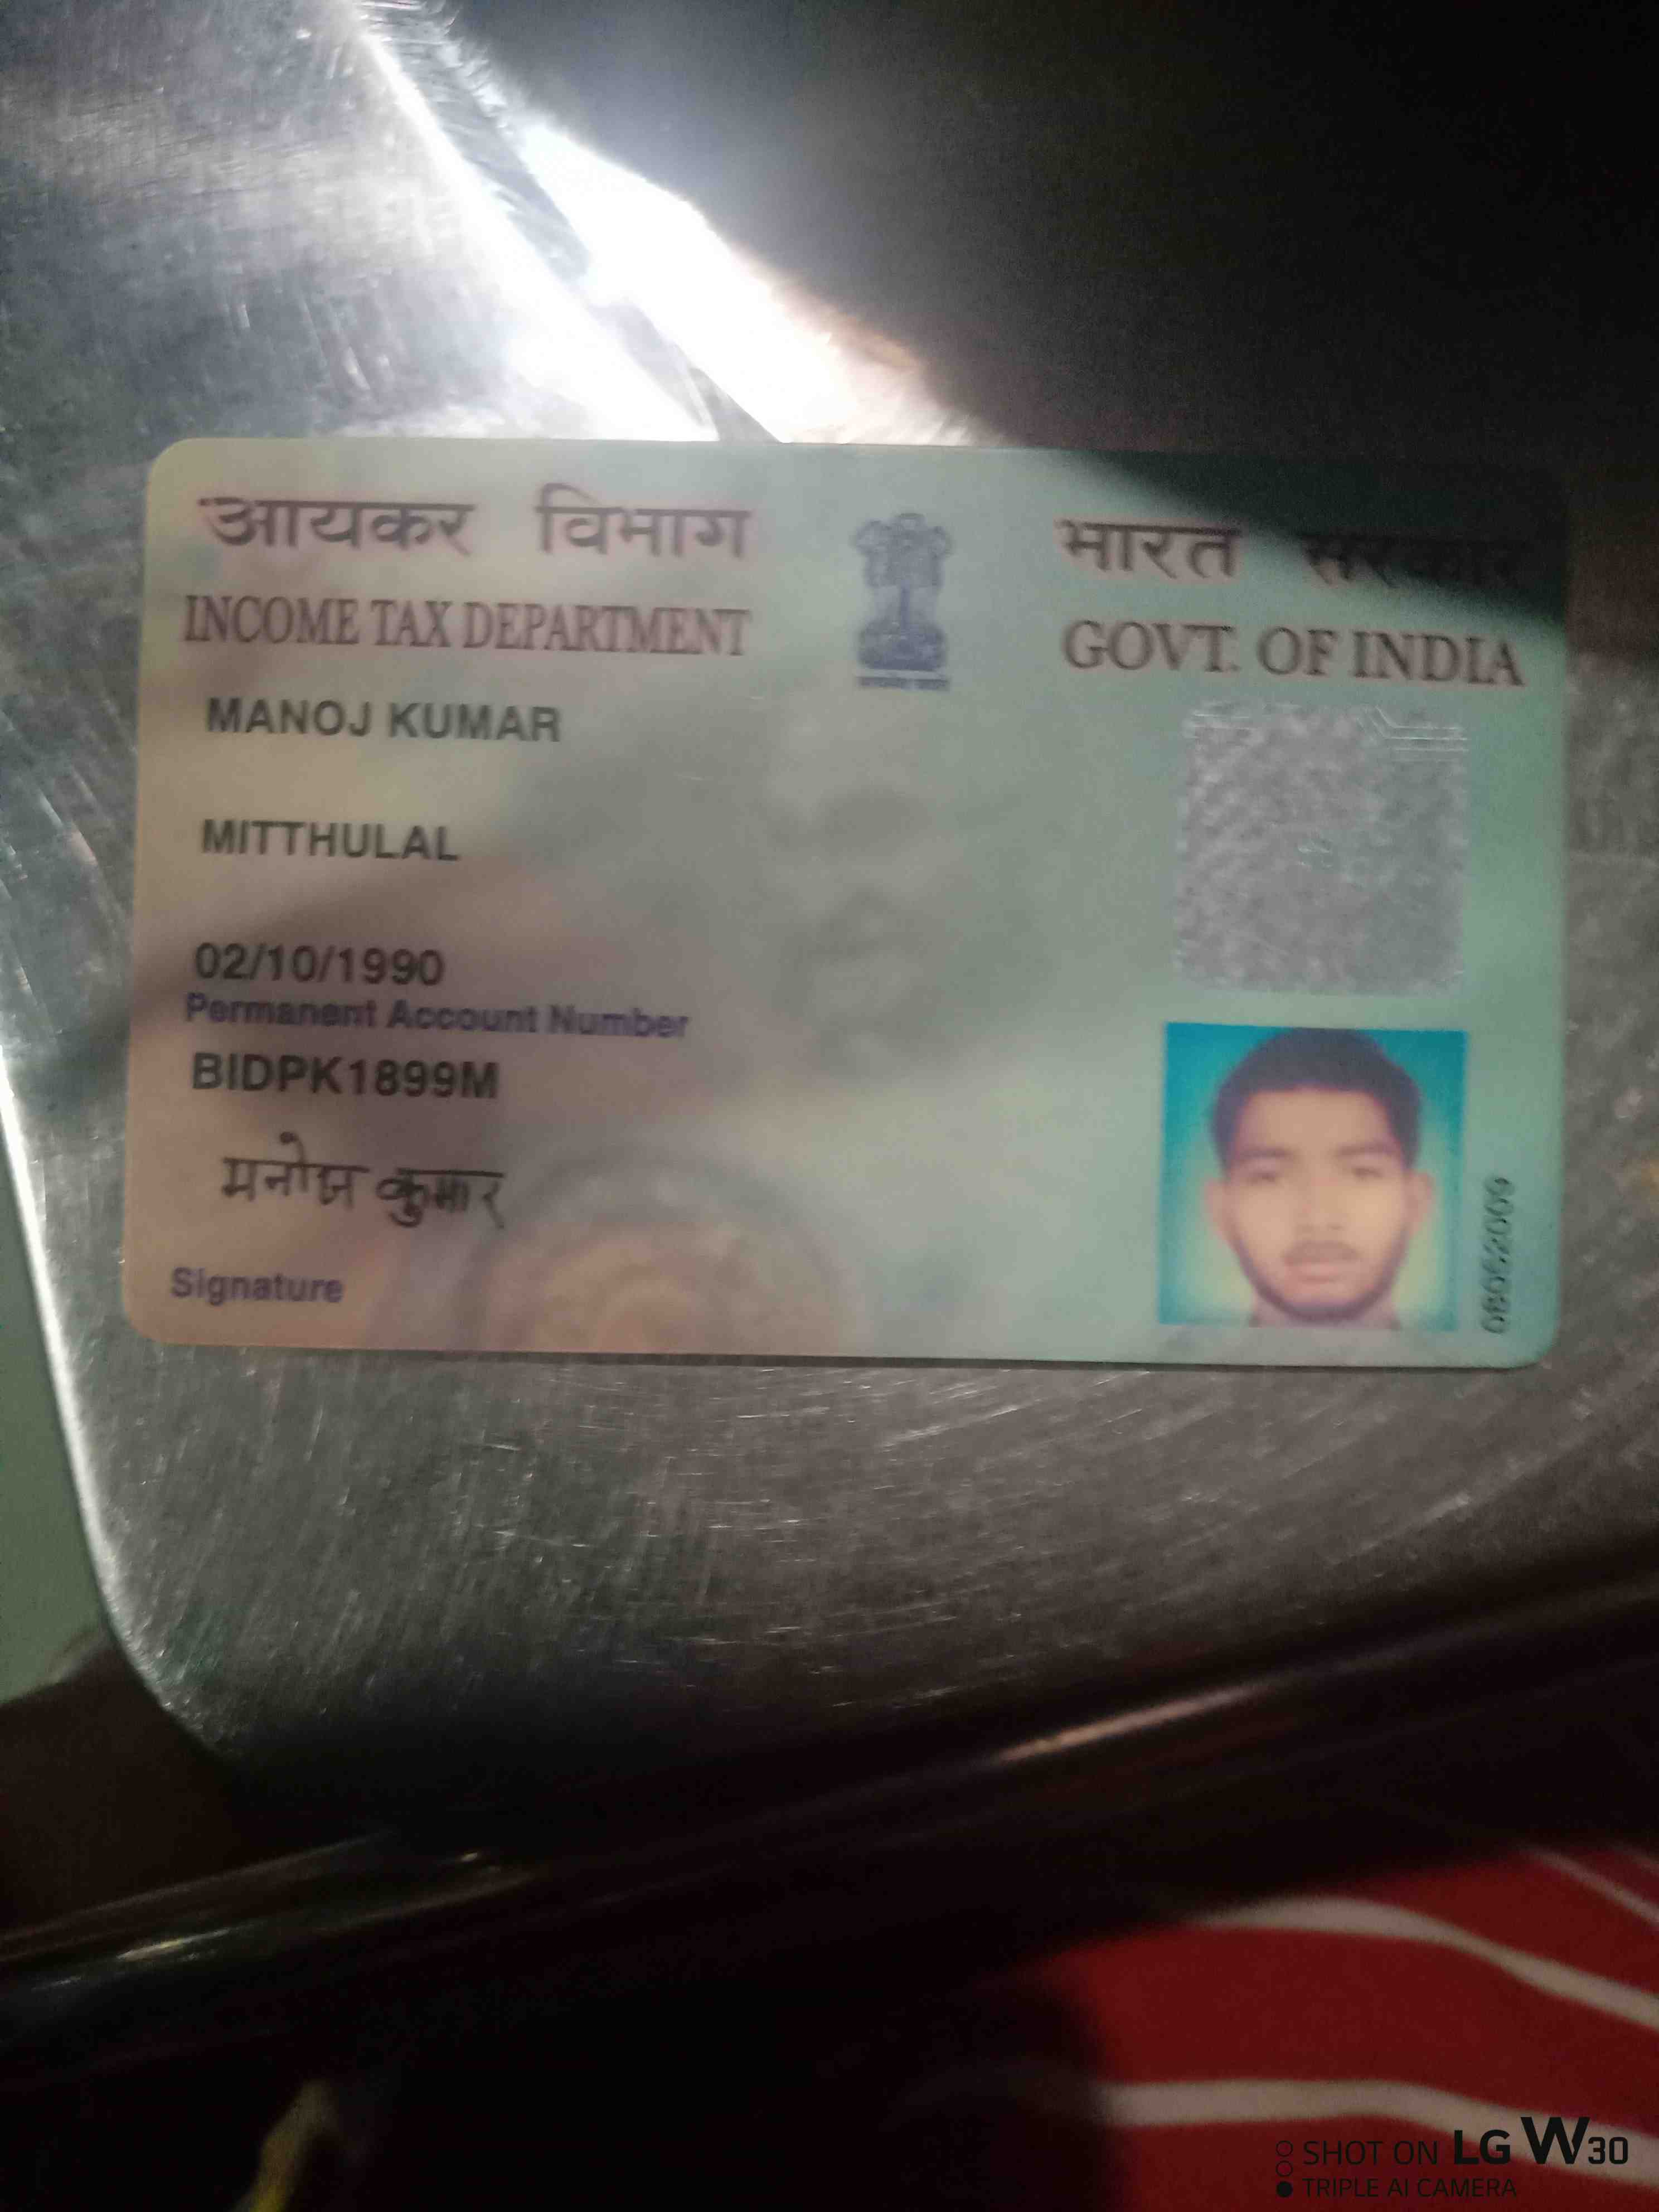 आयकर विभाग
INCOME TAX DEPARTMENT
भारत सरकार
GOVT. OF INDIA
MANOJ KUMAR
MITTHULAL
02/10/1990
Permanent Account Number
BIDPK1899M
मनोज कुमार
Signature
08052009
SHOT ON LG W30
TRIPLE AI CAMERA